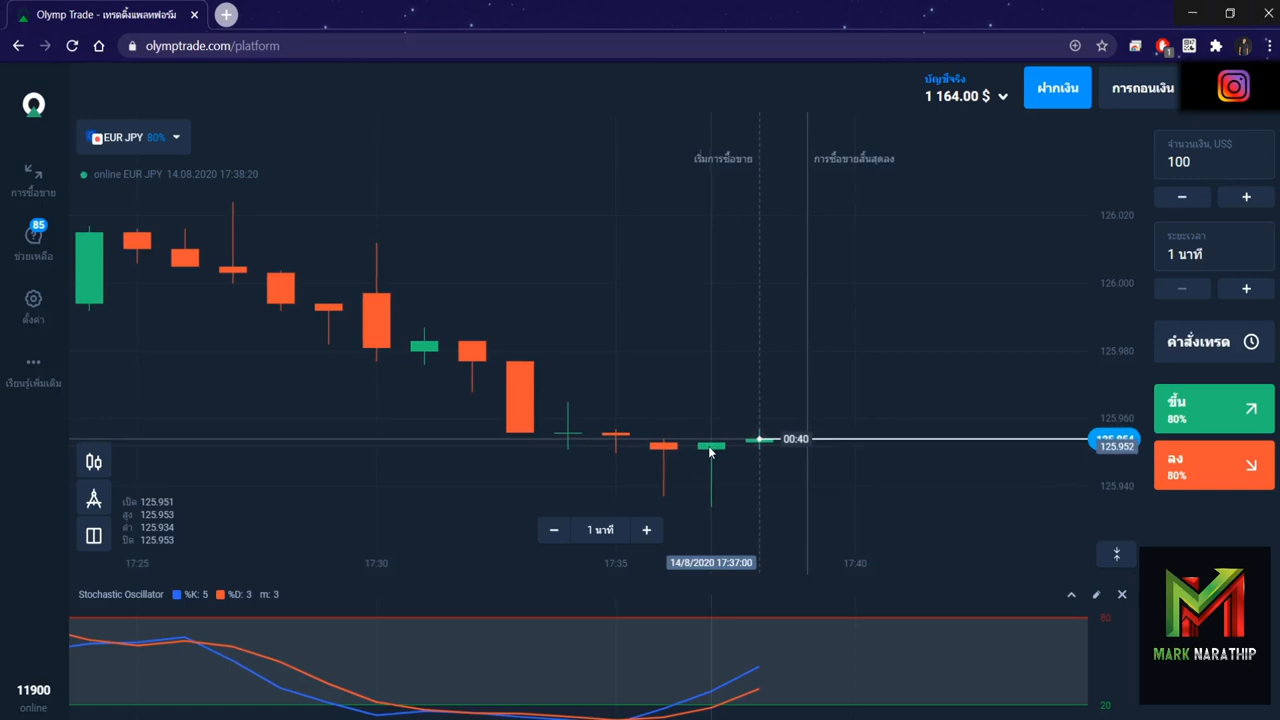 Olymp Trade - เทรดดิ้งแพลทฟอร์ม
olymptrade.com/platform
1
บัญชีจริง
1 164.00 $
ฝากเงิน
การถอนเงิน
EUR JPY 80%
online EUR JPY 14.08.2020 17:38:20
เริ่มการซื้อขาย
การซื้อขายสิ้นสุดลง
จำนวนเงิน, US$
100
ระยะเวลา
1 นาที
คำสั่งเทรด
ขึ้น
80%
ลง
80%
การซื้อขาย
85
ช่วยเหลือ
ตั้งค่า
เรียนรู้เพิ่มเติม
11900
online
126.020
126.000
125.980
125.960
125.952
125.940
00:40
เปิด 125.951
สูง 125.953
ต่ำ 125.934
ปิด 125.953
1 นาที
17:25
17:30
17:35
14/8/2020 17:37:00
17:40
Stochastic Oscillator %K: 5 %D: 3 m: 3
80
20
MARK NARATHIP